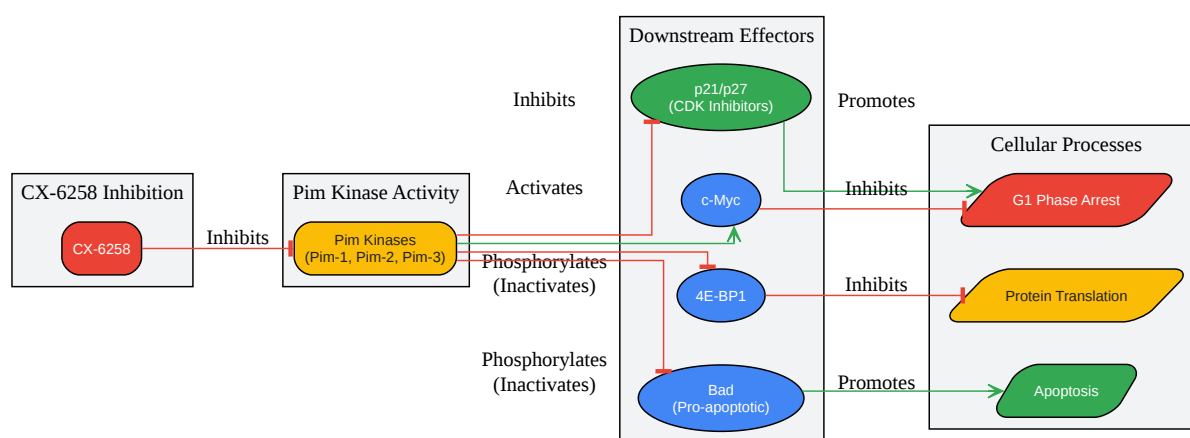 CX-6258 Inhibition
CX-6258
Inhibits
Pim Kinase Activity
Pim Kinases
(Pim-1, Pim-2, Pim-3)
Inhibits
Activates
Phosphorylates
(Inactivates)
Phosphorylates
(Inactivates)
Downstream Effectors
p21/p27
(CDK Inhibitors)
c-Myc
4E-BP1
Bad
(Pro-apoptotic)
Promotes
Inhibits
Inhibits
Promotes
Cellular Processes
G1 Phase Arrest
Protein Translation
Apoptosis